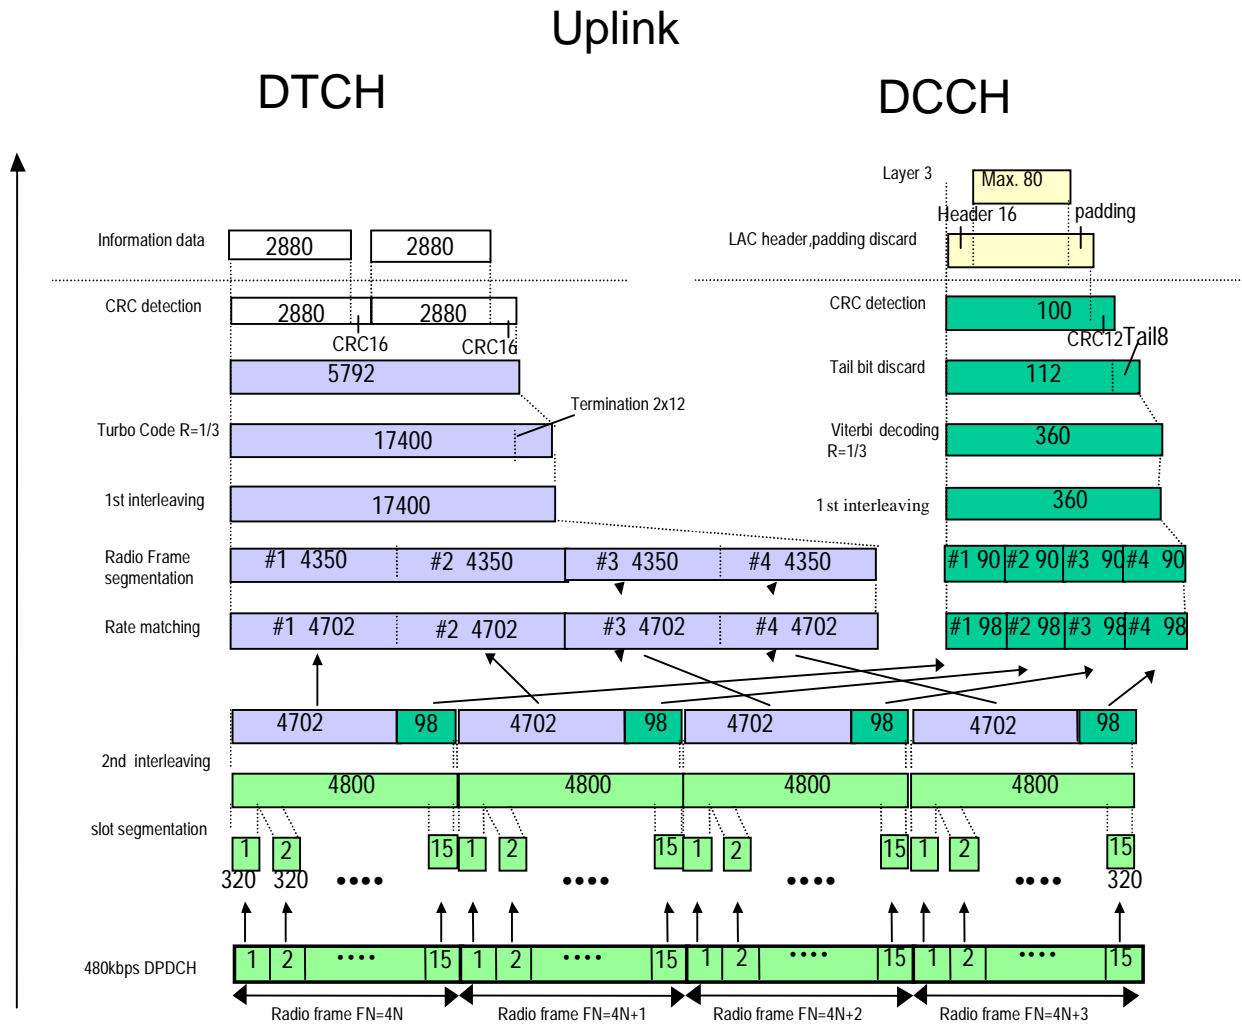 Uplink
DTCH
DCCH
Layer 3
Max. 80
Header 16
padding
Information data
2880
2880
LAC header,padding discard
CRC detection
2880
2880
CRC16
CRC16
CRC detection
100
CRC12
Tail8
5792
Tail bit discard
112
Termination 2x12
Turbo Code R=1/3
17400
Viterbi decoding
R=1/3
360
1st interleaving
17400
1st interleaving
360
Radio Frame
segmentation
#1 4350
#2 4350
#3 4350
#4 4350
#1 90
#2 90
#3 90
#4 90
Rate matching
#1 4702
#2 4702
#3 4702
#4 4702
#1 98
#2 98
#3 98
#4 98
4702
98
4702
98
4702
98
4702
98
2nd interleaving
4800
4800
4800
4800
slot segmentation
1
2
15
1
2
15
1
2
15
1
2
15
320
320
••••
••••
••••
••••
320
480kbps DPDCH
1
2
••••
15
1
2
••••
15
1
2
••••
15
1
2
••••
15
Radio frame FN=4N
Radio frame FN=4N+1
Radio frame FN=4N+2
Radio frame FN=4N+3